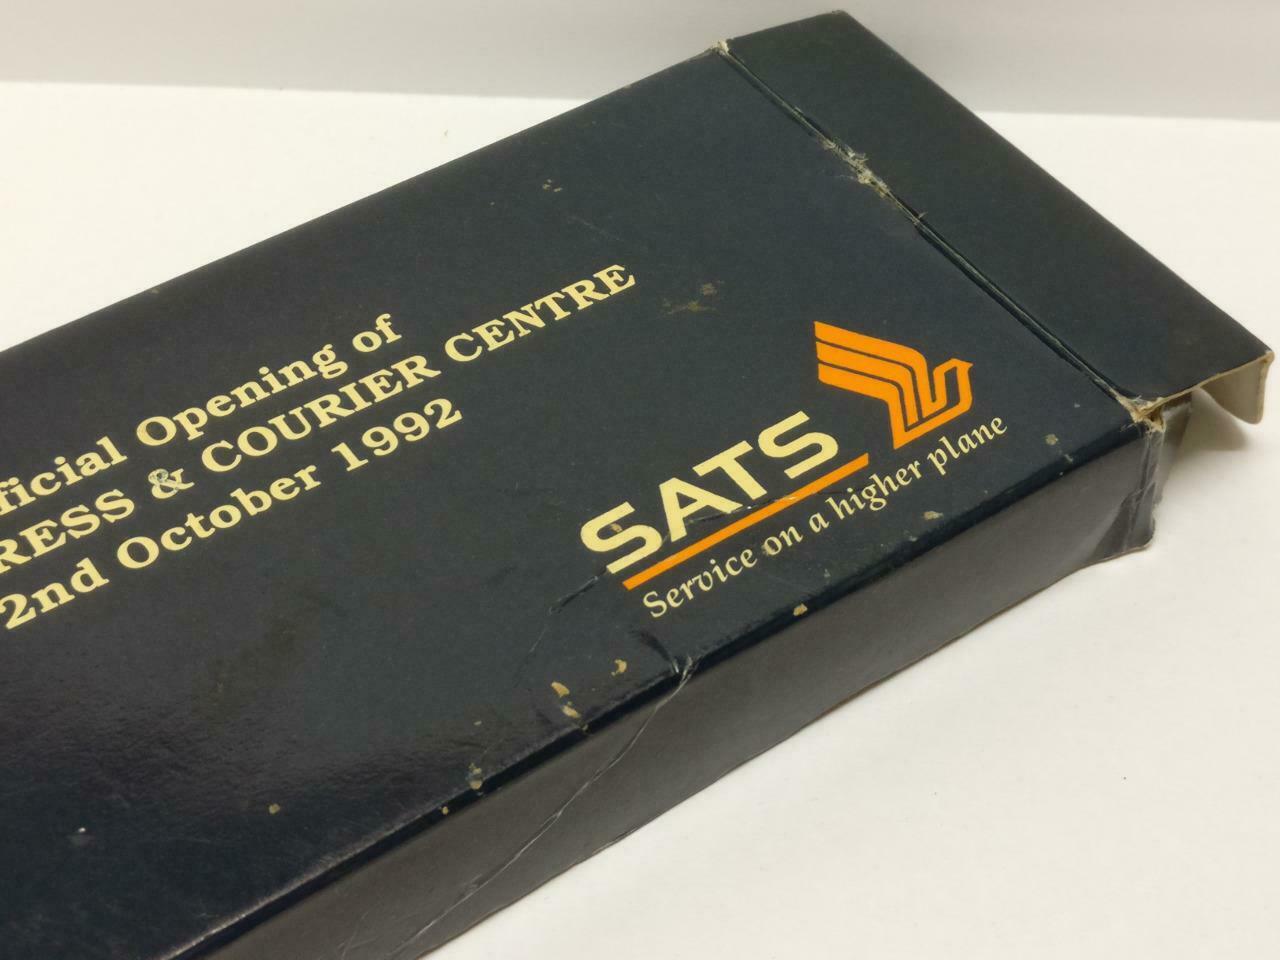 ficial Opening of
RESS & COURIER CENTRE
2nd October 1992
SATS
Service on a higher plane